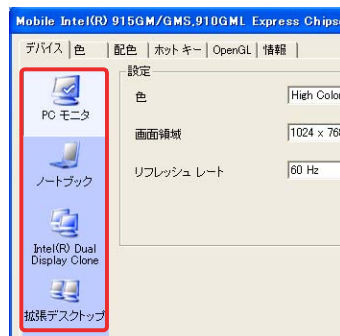 Mobile Intel(R) 915GM/GMS,910GML Express Chips
デバイス 色 配色 ホット キー OpenGL 情報
設定
PC モニタ
色 High Color
画面領域 1024 x 768
ノートブック
リフレッシュ レート 60 Hz
Intel(R) Dual
Display Clone
拡張デスクトップ